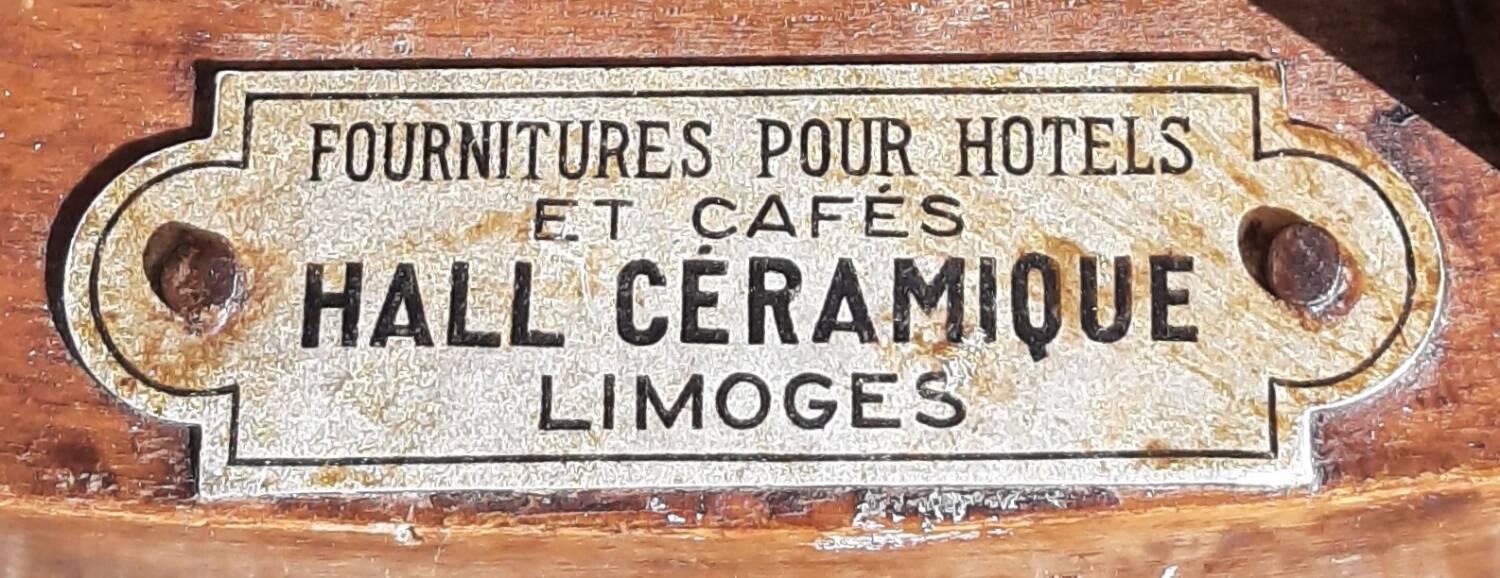 FOURNITURES POUR HOTELS
ET CAFÉS
HALL CÉRAMIQUE
LIMOGES